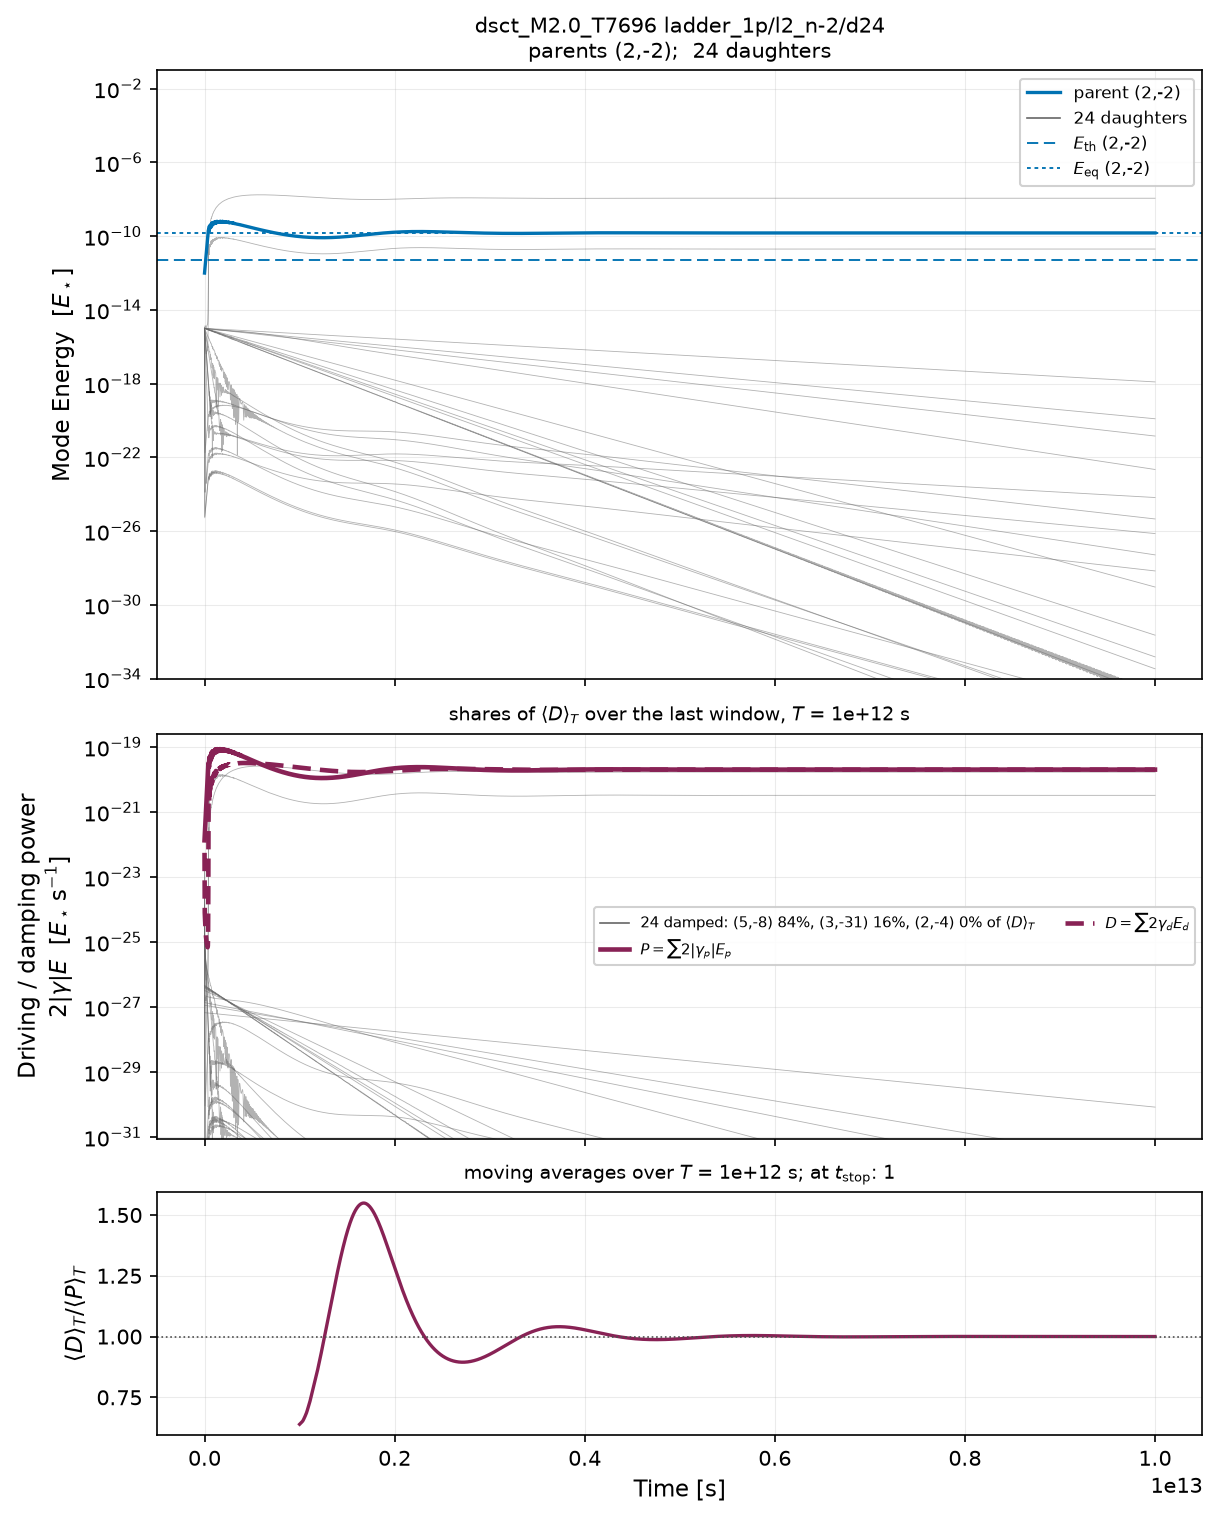 dsct_M2.0_T7696 ladder_1p/l2_n-2/d24
parents (2,-2);  24 daughters
Mode Energy  [E⋆]
10⁻²
10⁻⁶
10⁻¹⁰
10⁻¹⁴
10⁻¹⁸
10⁻²²
10⁻²⁶
10⁻³⁰
10⁻³⁴
parent (2,-2)
24 daughters
E_th (2,-2)
E_eq (2,-2)
shares of ⟨D⟩_T over the last window, T = 1e+12 s
Driving / damping power
2|γ|E  [E⋆ s⁻¹]
10⁻¹⁹
10⁻²¹
10⁻²³
10⁻²⁵
10⁻²⁷
10⁻²⁹
10⁻³¹
24 damped: (5,-8) 84%, (3,-31) 16%, (2,-4) 0% of ⟨D⟩_T
P = ∑2|γ_p|E_p
D = ∑2γ_d E_d
moving averages over T = 1e+12 s; at t_stop: 1
⟨D⟩_T/⟨P⟩_T
1.50
1.25
1.00
0.75
0.0 0.2 0.4 0.6 0.8 1.0
1e13
Time [s]